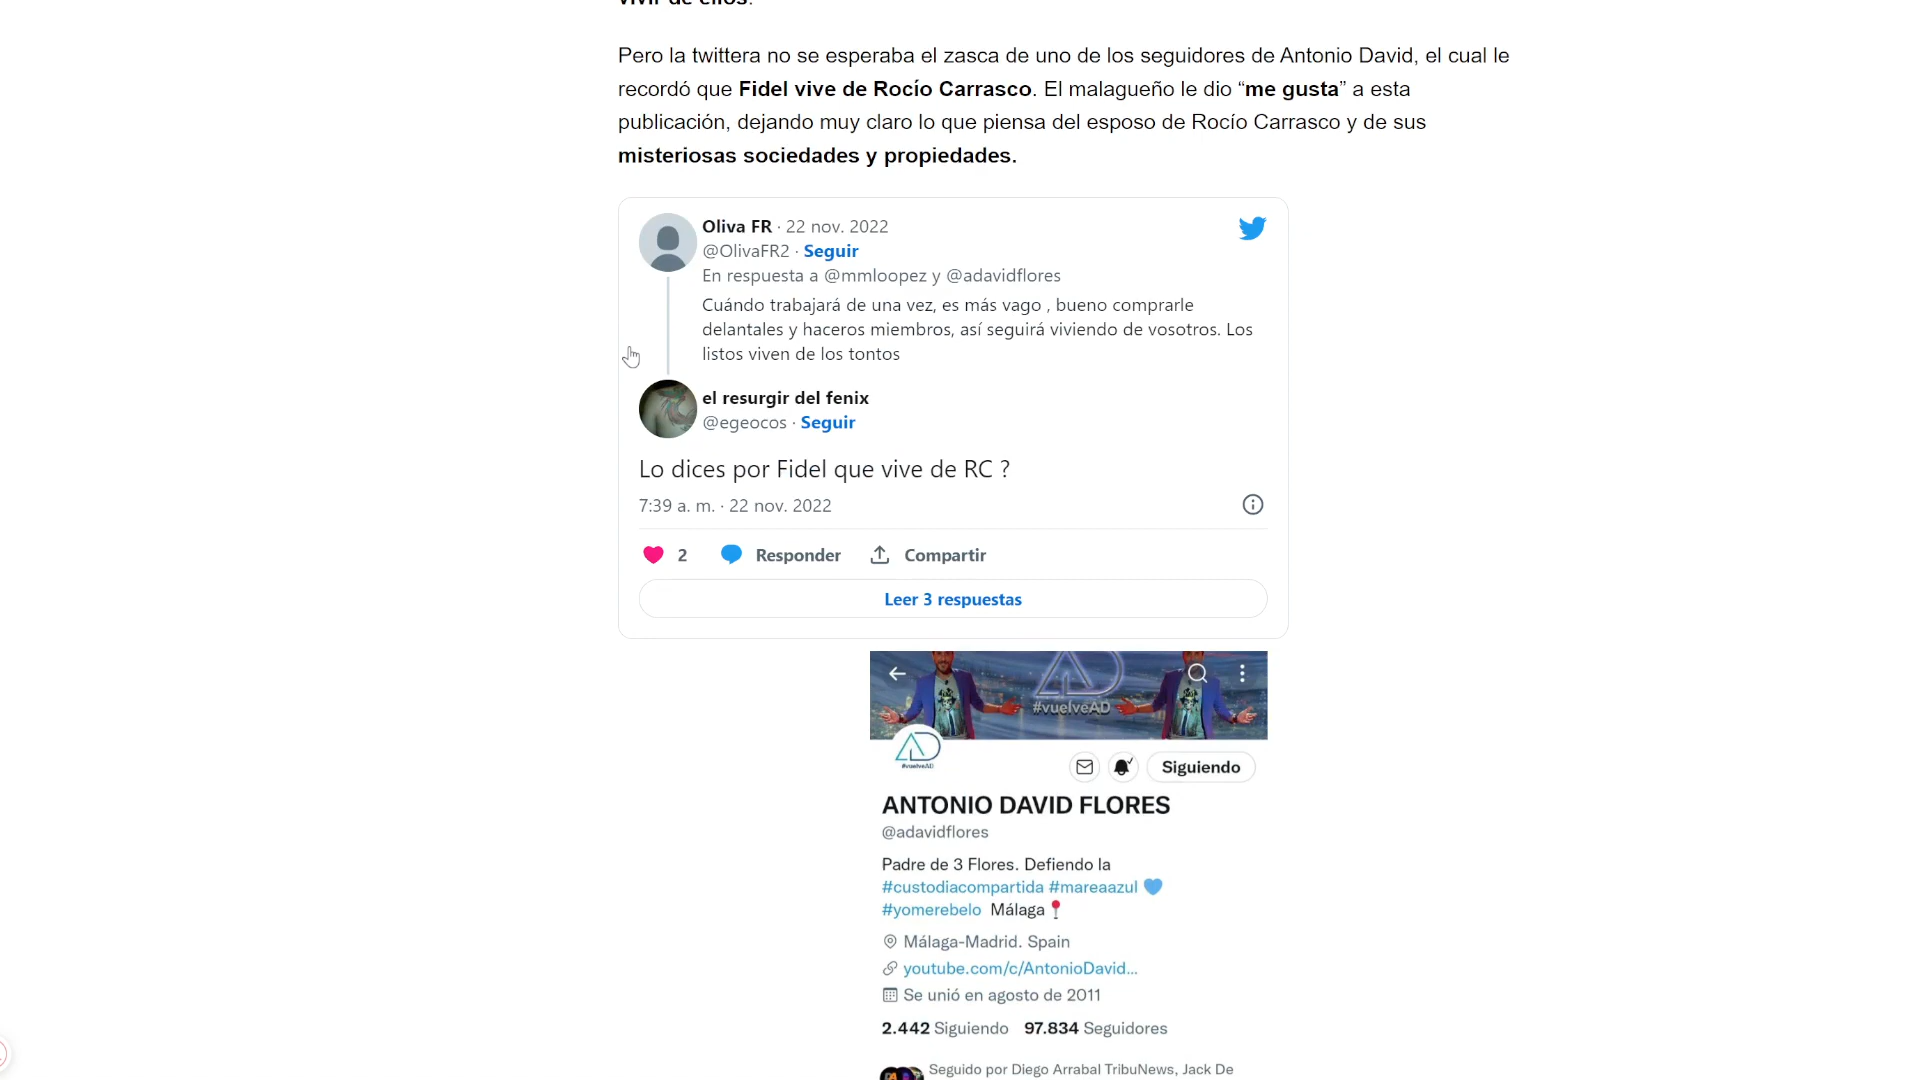 vivir de ellos.
Pero la twittera no se esperaba el zasca de uno de los seguidores de Antonio David, el cual le
recordó que Fidel vive de Rocío Carrasco. El malagueño le dio “me gusta” a esta
publicación, dejando muy claro lo que piensa del esposo de Rocío Carrasco y de sus
misteriosas sociedades y propiedades.
Oliva FR · 22 nov. 2022
@OlivaFR2 · Seguir
En respuesta a @mmloopez y @adavidflores
Cuándo trabajará de una vez, es más vago , bueno comprarle
delantales y haceros miembros, así seguirá viviendo de vosotros. Los
listos viven de los tontos
el resurgir del fenix
@egeocos · Seguir
Lo dices por Fidel que vive de RC ?
7:39 a. m. · 22 nov. 2022
2 Responder Compartir
Leer 3 respuestas
AD
#vuelveAD
AD
#vuelveAD
Siguiendo
ANTONIO DAVID FLORES
@adavidflores
Padre de 3 Flores. Defiendo la
#custodiacompartida #mareaazul
#yomerebelo Málaga
Málaga-Madrid. Spain
youtube.com/c/AntonioDavid...
Se unió en agosto de 2011
2.442 Siguiendo 97.834 Seguidores
Seguido por Diego Arrabal TribuNews, Jack De